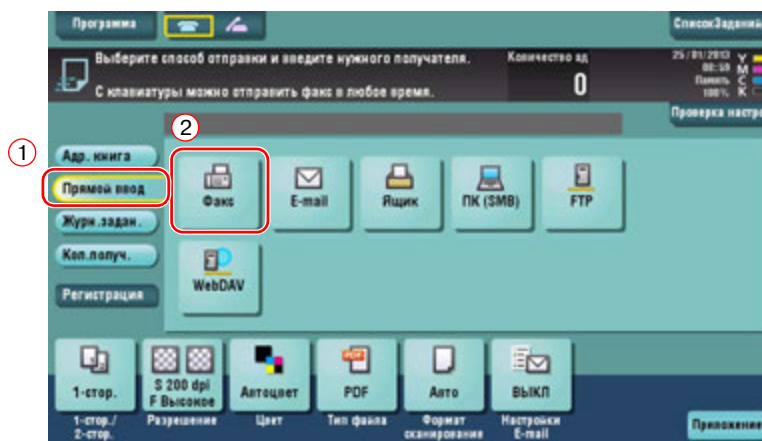 Программа
СписокЗаданий
Выберите способ отправки и введите нужного получателя.
Количество ад
0
25/01/2013
Y
M
Память
C
100%
K
С клавиатуры можно отправить факс в любое время.
Проверка настро
1
2
Адр. книга
Прямой ввод
Журн.задан.
Кол.получ.
Регистрация
Факс
E-mail
Ящик
ПК (SMB)
FTP
WebDAV
1-стор.
S 200 dpi
F Высокое
Автоцвет
PDF
PDF
Авто
ВЫКЛ
1-стор./
2-стор.
Разрешение
Цвет
Тип файла
Формат
сканирования
Настройки
E-mail
Приложение